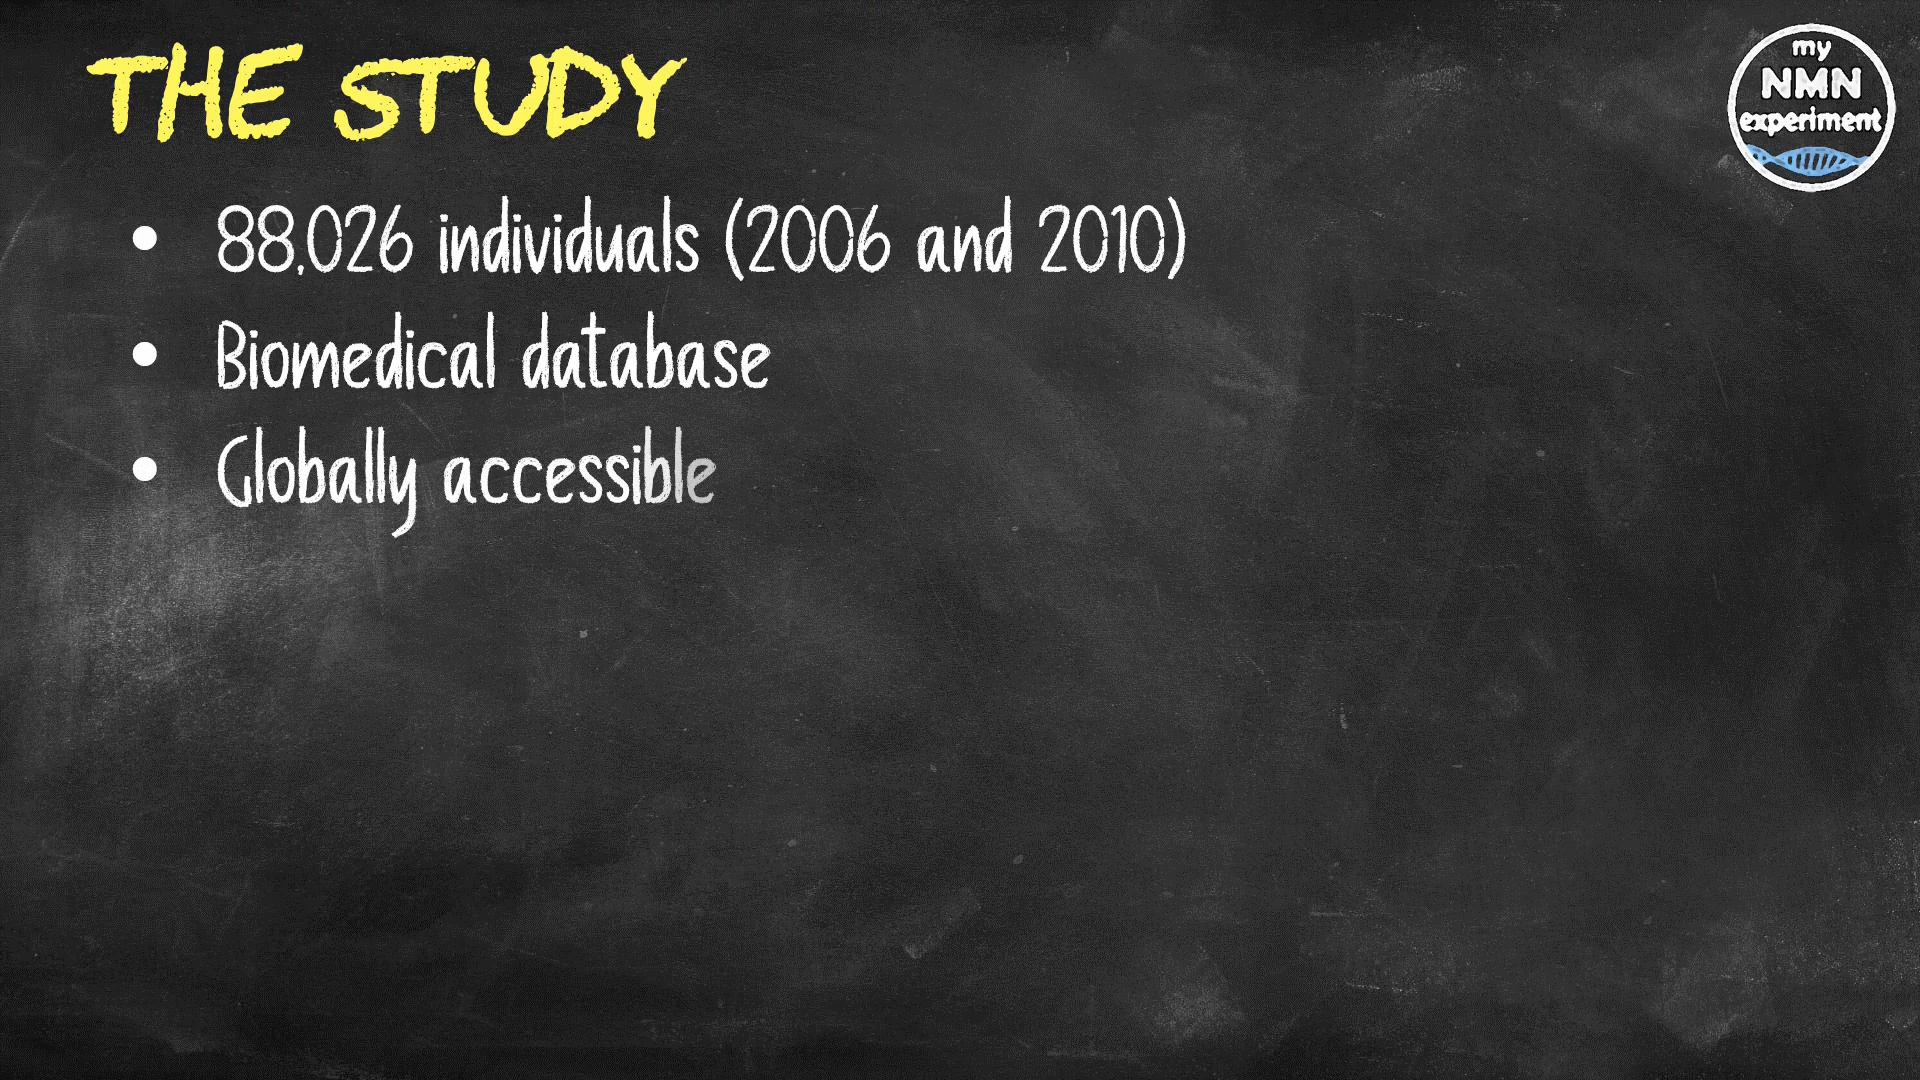 THE STUDY
my
NMN
experiment
• 88,026 individuals (2006 and 2010)
• Biomedical database
• Globally accessible